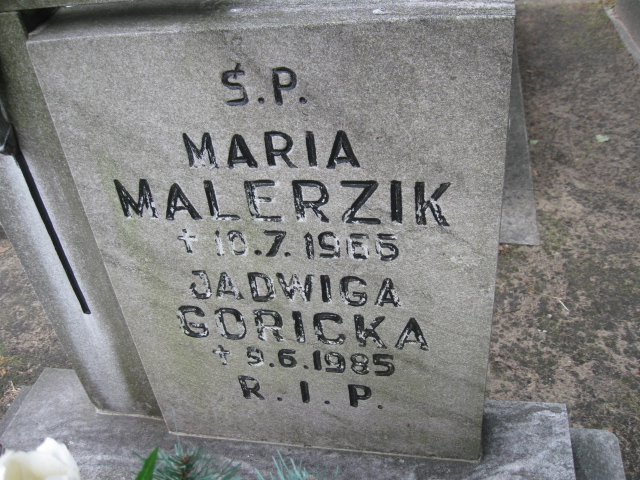 Ś.P.
MARIA
MALERZIK
† 10.7.1965
JADWIGA
GORICKA
† 9.6.1985
R.I.P.